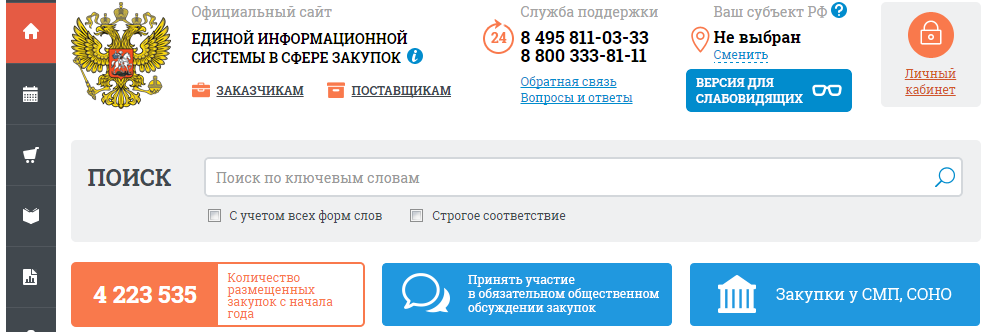 Официальный сайт
ЕДИНОЙ ИНФОРМАЦИОННОЙ
СИСТЕМЫ В СФЕРЕ ЗАКУПОК i
ЗАКАЗЧИКАМ ПОСТАВЩИКАМ
24
Служба поддержки
8 495 811-03-33
8 800 333-81-11
Обратная связь
Вопросы и ответы
Ваш субъект РФ ?
Не выбран
Сменить
ВЕРСИЯ ДЛЯ
СЛАБОВИДЯЩИХ
Личный
кабинет
ПОИСК
Поиск по ключевым словам
С учетом всех форм слов Строгое соответствие
4 223 535
Количество
размещенных
закупок с начала
года
Принять участие
в обязательном общественном
обсуждении закупок
Закупки у СМП, СОНО